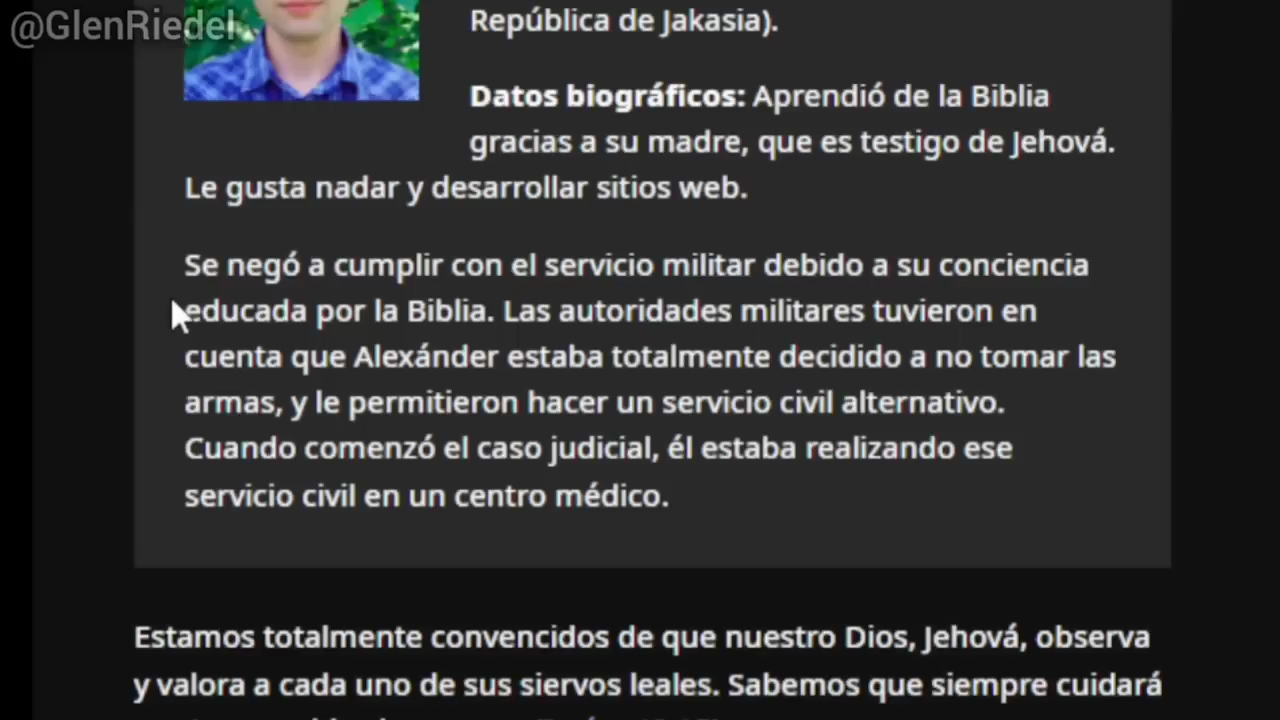 @GlenRiedel
República de Jakasia).
Datos biográficos: Aprendió de la Biblia
gracias a su madre, que es testigo de Jehová.
Le gusta nadar y desarrollar sitios web.
Se negó a cumplir con el servicio militar debido a su conciencia
educada por la Biblia. Las autoridades militares tuvieron en
cuenta que Alexánder estaba totalmente decidido a no tomar las
armas, y le permitieron hacer un servicio civil alternativo.
Cuando comenzó el caso judicial, él estaba realizando ese
servicio civil en un centro médico.
Estamos totalmente convencidos de que nuestro Dios, Jehová, observa
y valora a cada uno de sus siervos leales. Sabemos que siempre cuidará